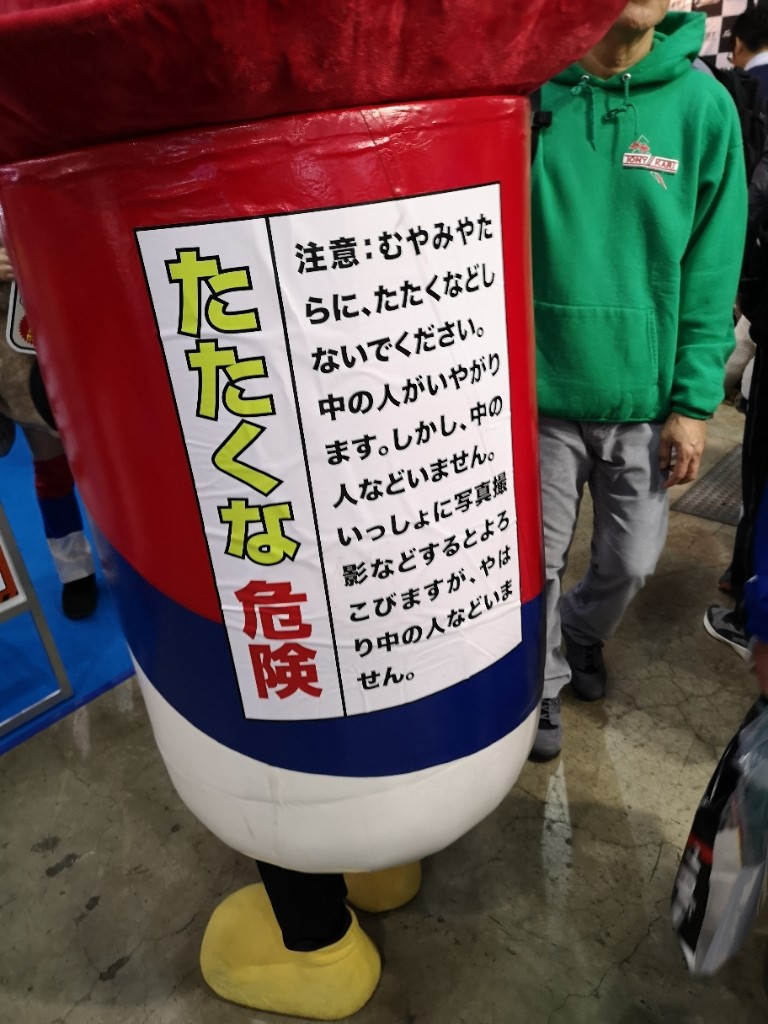 たたくな危険
注意：むやみやた
らに、たたくなどし
ないでください。
中の人がいやがり
ます。しかし、中の
人などいません。
いっしょに写真撮
影などするとよろ
こびますが、やは
り中の人などいま
せん。
TONY KART